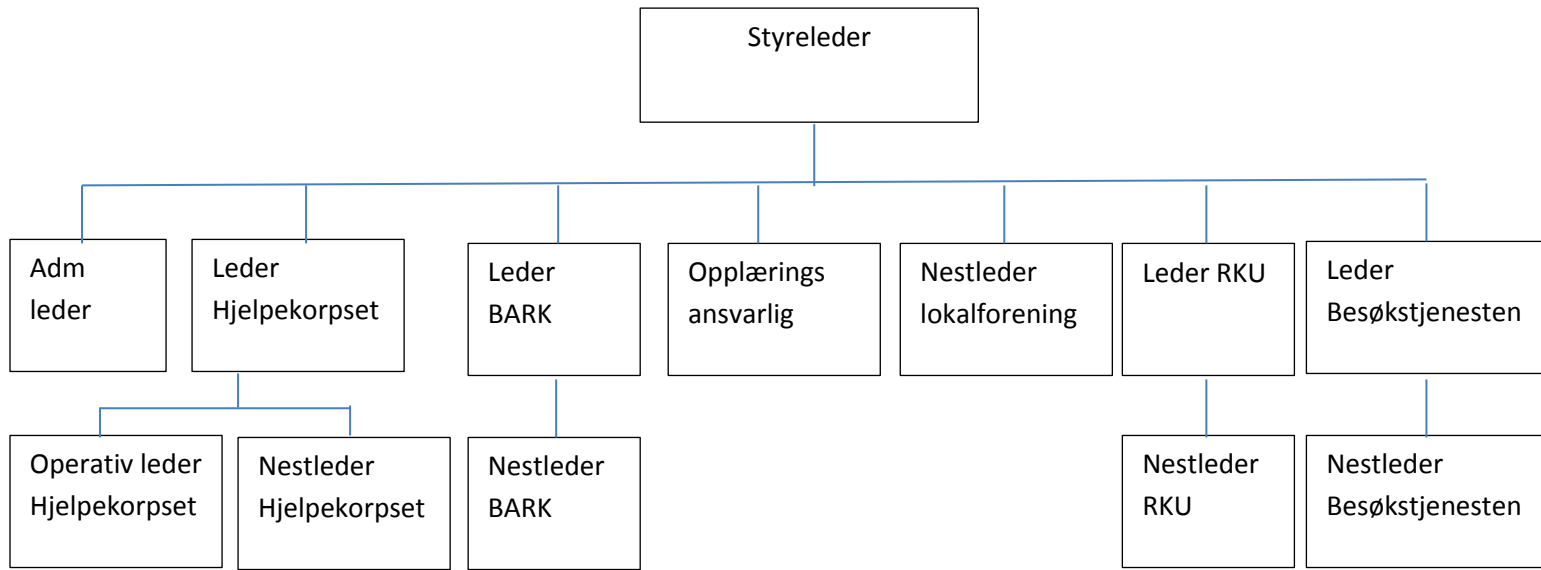 Styreleder
Adm
leder
Leder
Hjelpekorpset
Leder
BARK
Opplærings
ansvarlig
Nestleder
lokalforening
Leder RKU
Leder
Besøkstjenesten
Operativ leder
Hjelpekorpset
Nestleder
Hjelpekorpset
Nestleder
BARK
Nestleder
RKU
Nestleder
Besøkstjenesten